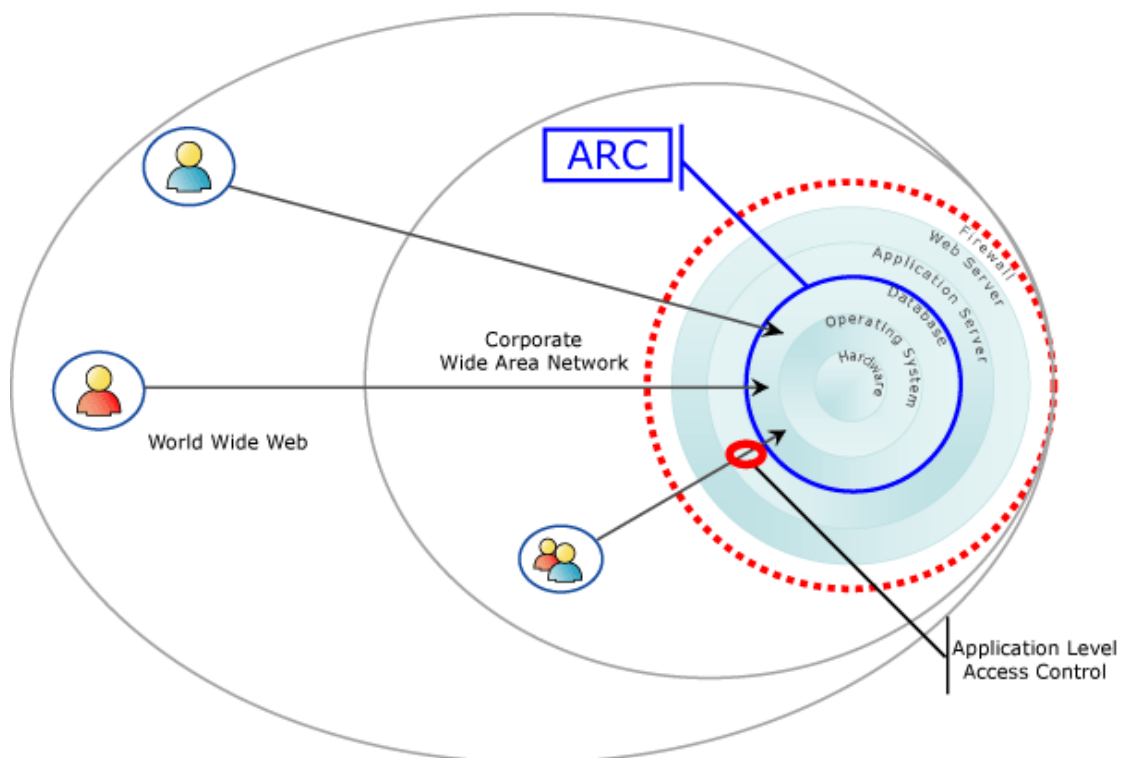 ARC
Firewall
Web Server
Application Server
Database
Operating System
Hardware
Corporate
Wide Area Network
World Wide Web
Application Level
Access Control